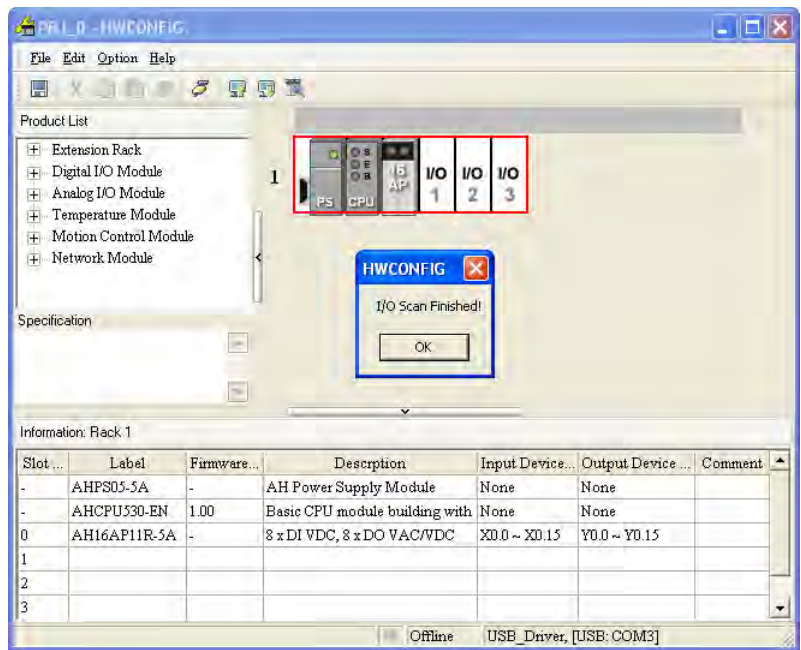 PRJ_0 - HWCONFIG
File Edit Option Help
Product List
Extension Rack
Digital I/O Module
Analog I/O Module
Temperature Module
Motion Control Module
Network Module
Specification
1
PS
S
E
B
CPU
16
AP
I/O
1
I/O
2
I/O
3
HWCONFIG
I/O Scan Finished!
OK
Information: Rack 1
Slot ... Label Firmware... Descrption Input Device... Output Device ... Comment
- AHPS05-5A - AH Power Supply Module None None
- AHCPU530-EN 1.00 Basic CPU module building with None None
0 AH16AP11R-5A - 8 x DI VDC, 8 x DO VAC/VDC X0.0 ~ X0.15 Y0.0 ~ Y0.15
1
2
3
Offline USB_Driver, [USB: COM3]